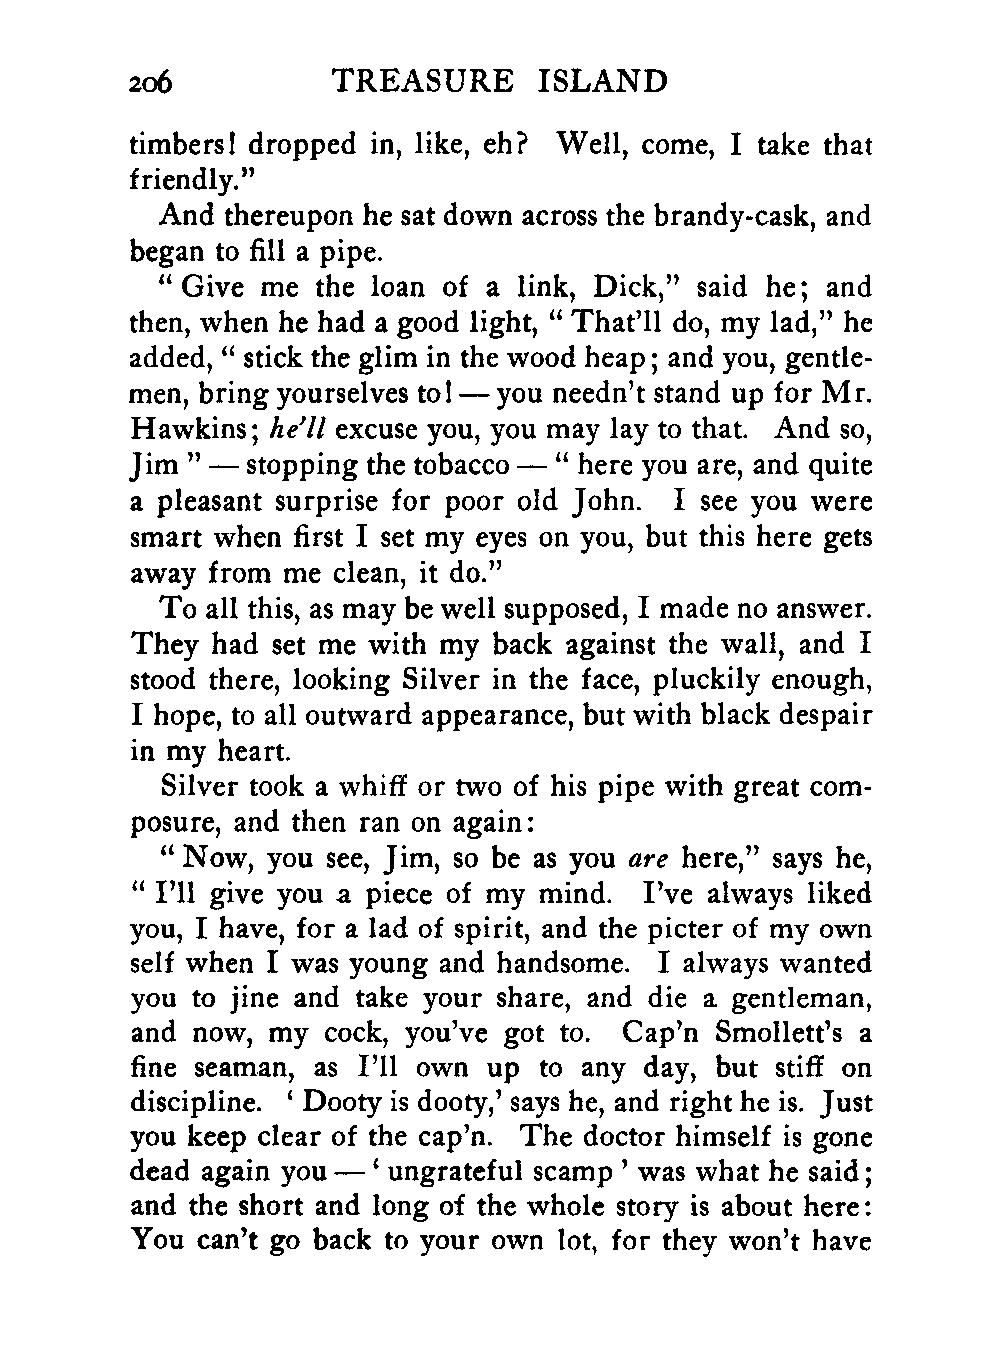 206 TREASURE ISLAND
timbers! dropped in, like, eh? Well, come, I take that
friendly.”
And thereupon he sat down across the brandy-cask, and
began to fill a pipe.
“ Give me the loan of a link, Dick,” said he; and
then, when he had a good light, “ That’ll do, my lad,” he
added, “ stick the glim in the wood heap; and you, gentle-
men, bring yourselves to! — you needn’t stand up for Mr.
Hawkins; he’ll excuse you, you may lay to that. And so,
Jim ” — stopping the tobacco — “ here you are, and quite
a pleasant surprise for poor old John. I see you were
smart when first I set my eyes on you, but this here gets
away from me clean, it do.”
To all this, as may be well supposed, I made no answer.
They had set me with my back against the wall, and I
stood there, looking Silver in the face, pluckily enough,
I hope, to all outward appearance, but with black despair
in my heart.
Silver took a whiff or two of his pipe with great com-
posure, and then ran on again:
“ Now, you see, Jim, so be as you are here,” says he,
“ I’ll give you a piece of my mind. I’ve always liked
you, I have, for a lad of spirit, and the picter of my own
self when I was young and handsome. I always wanted
you to jine and take your share, and die a gentleman,
and now, my cock, you’ve got to. Cap’n Smollett’s a
fine seaman, as I’ll own up to any day, but stiff on
discipline. ‘ Dooty is dooty,’ says he, and right he is. Just
you keep clear of the cap’n. The doctor himself is gone
dead again you — ‘ ungrateful scamp ’ was what he said;
and the short and long of the whole story is about here:
You can’t go back to your own lot, for they won’t have